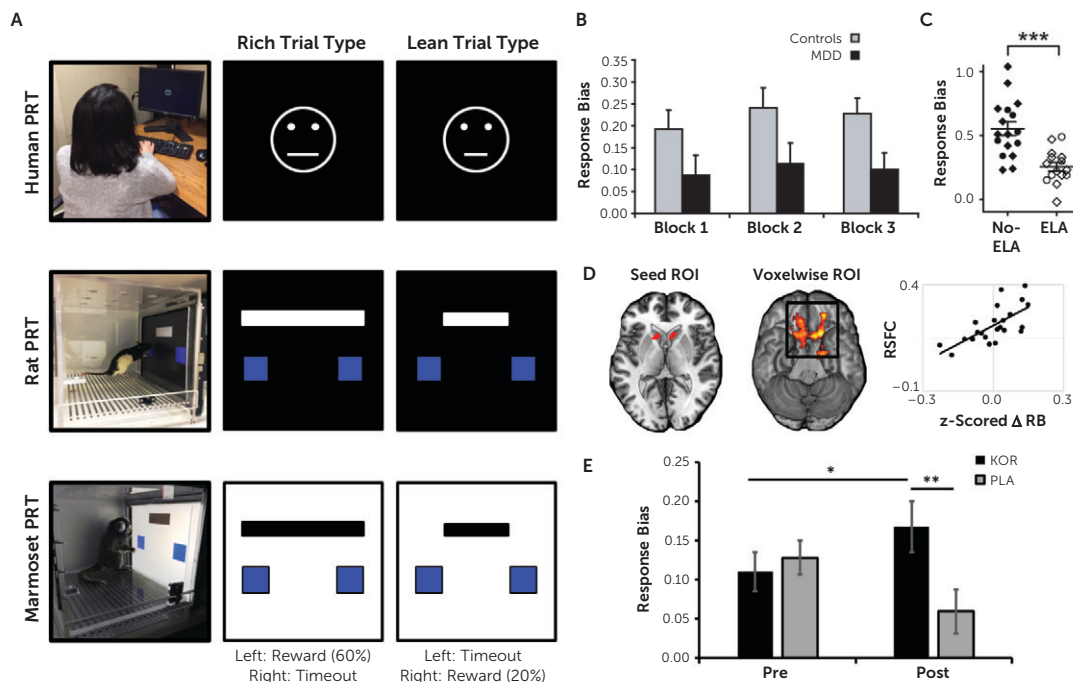 A
Rich Trial Type
Lean Trial Type
Human PRT
Rat PRT
Marmoset PRT
Left: Reward (60%)
Right: Timeout
Left: Timeout
Right: Reward (20%)
B
Controls
MDD
Response Bias
0.35
0.30
0.25
0.20
0.15
0.10
0.05
0.00
Block 1
Block 2
Block 3
C
***
Response Bias
1.0
0.5
0.0
No-
ELA
ELA
D
Seed ROI
Voxelwise ROI
RSFC
0.4
−0.1
−0.3
0.0
0.3
z-Scored Δ RB
E
KOR
PLA
*
**
Response Bias
0.25
0.20
0.15
0.10
0.05
0.00
Pre
Post